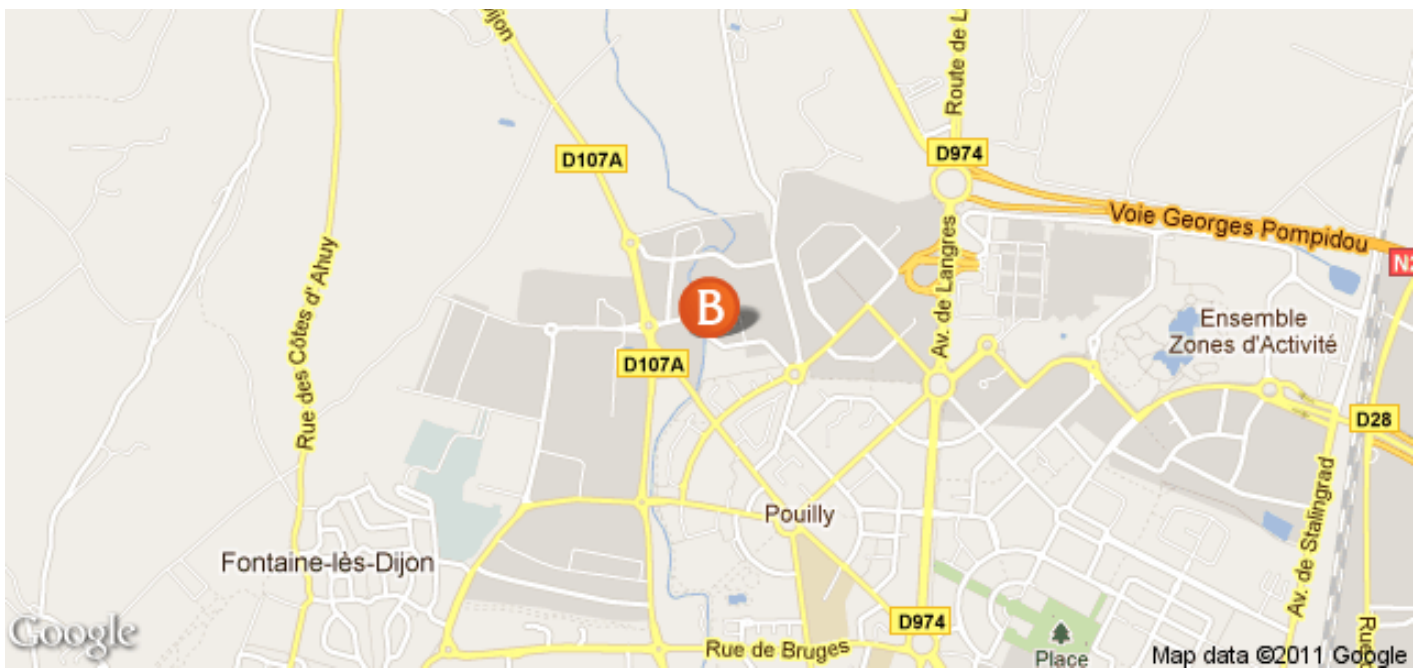 Dijon
Route de L
D107A
D974
Voie Georges Pompidou
N2
Rue des Côtes d' Ahuy
Av. de Langres
B
Ensemble
Zones d'Activité
D107A
D28
Pouilly
Av. de Stalingrad
Fontaine-lès-Dijon
D974
Rue de Bruges
Place
Google
Map data ©2011 Google